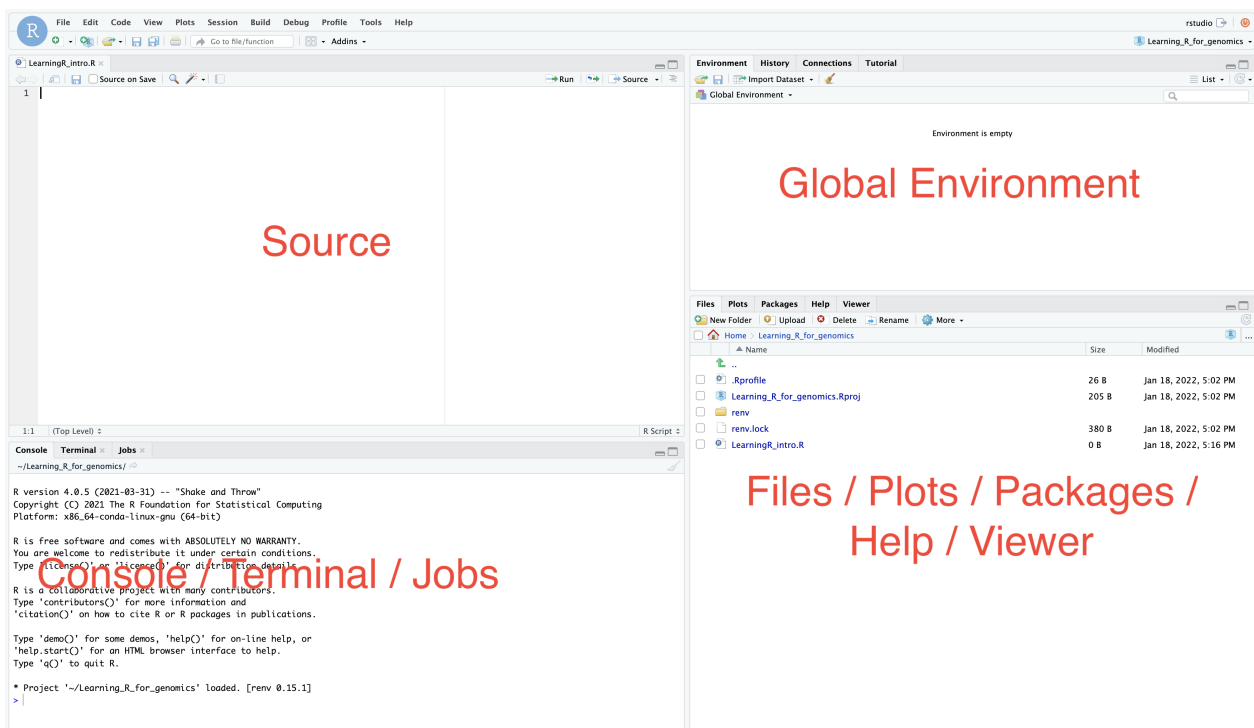 R
File Edit Code View Plots Session Build Debug Profile Tools Help
rstudio
Go to file/function
Addins
Learning_R_for_genomics
LearningR_intro.R
Source on Save
Run
Source
1
Source
1:1 (Top Level)
R Script
Console Terminal Jobs
~/Learning_R_for_genomics/
R version 4.0.5 (2021-03-31) -- "Shake and Throw"
Copyright (C) 2021 The R Foundation for Statistical Computing
Platform: x86_64-conda-linux-gnu (64-bit)
R is free software and comes with ABSOLUTELY NO WARRANTY.
You are welcome to redistribute it under certain conditions.
Type 'license()' or 'licence()' for distribution details.
Console / Terminal / Jobs
R is a collaborative project with many contributors.
Type 'contributors()' for more information and
'citation()' on how to cite R or R packages in publications.
Type 'demo()' for some demos, 'help()' for on-line help, or
'help.start()' for an HTML browser interface to help.
Type 'q()' to quit R.
* Project '~/Learning_R_for_genomics' loaded. [renv 0.15.1]
>
Environment History Connections Tutorial
Import Dataset
List
Global Environment
Environment is empty
Global Environment
Files Plots Packages Help Viewer
New Folder Upload Delete Rename More
Home Learning_R_for_genomics
...
Name Size Modified
..
.Rprofile 26 B Jan 18, 2022, 5:02 PM
Learning_R_for_genomics.Rproj 205 B Jan 18, 2022, 5:02 PM
renv
renv.lock 380 B Jan 18, 2022, 5:02 PM
LearningR_intro.R 0 B Jan 18, 2022, 5:16 PM
Files / Plots / Packages /
Help / Viewer